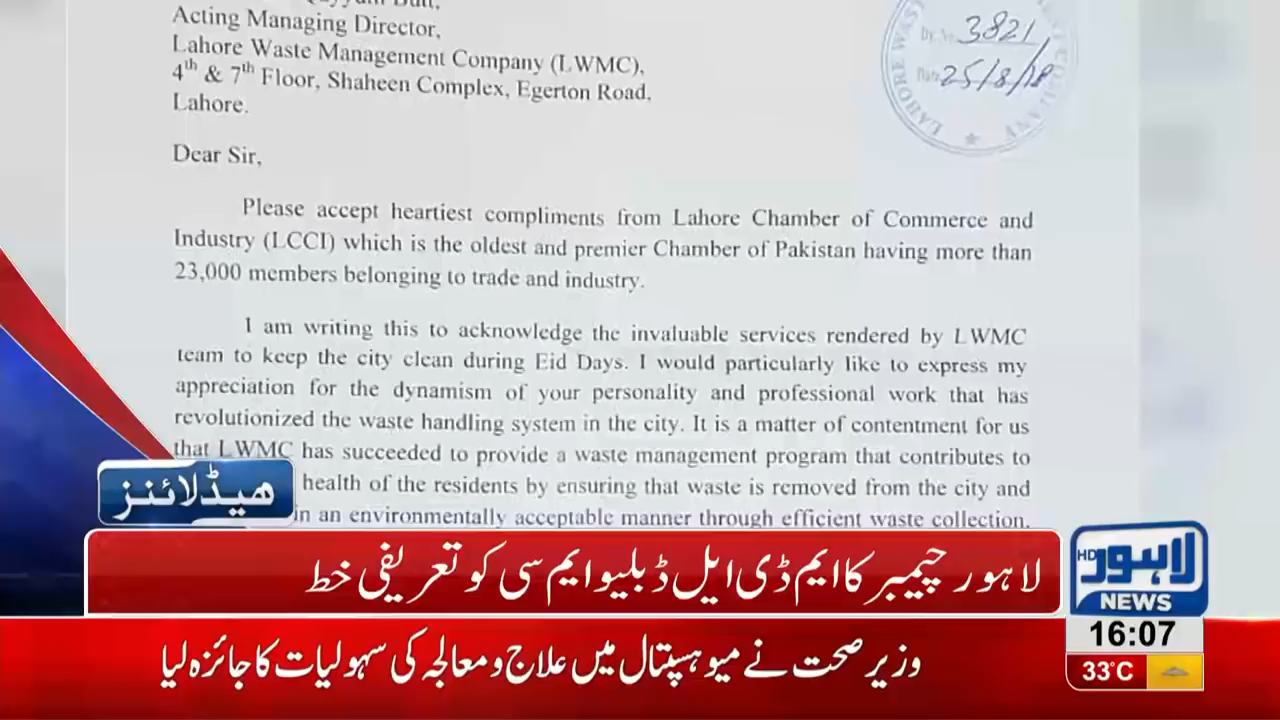 Acting Managing Director,
Lahore Waste Management Company (LWMC),
4th & 7th Floor, Shaheen Complex, Egerton Road,
Lahore.
3821
Date 25/8/18
LAHORE WASTE
COMPANY
Dear Sir,
Please accept heartiest compliments from Lahore Chamber of Commerce and
Industry (LCCI) which is the oldest and premier Chamber of Pakistan having more than
23,000 members belonging to trade and industry.
I am writing this to acknowledge the invaluable services rendered by LWMC
team to keep the city clean during Eid Days. I would particularly like to express my
appreciation for the dynamism of your personality and professional work that has
revolutionized the waste handling system in the city. It is a matter of contentment for us
that LWMC has succeeded to provide a waste management program that contributes to
health of the residents by ensuring that waste is removed from the city and
in an environmentally acceptable manner through efficient waste collection,
ھیڈلائنز
لاہور چیمبر کا ایم ڈی ایل ڈبلیو ایم سی کو تعریفی خط
وزیر صحت نے میو ہسپتال میں علاج و معالجہ کی سہولیات کا جائزہ لیا
لاہور HD
NEWS
16:07
33°C